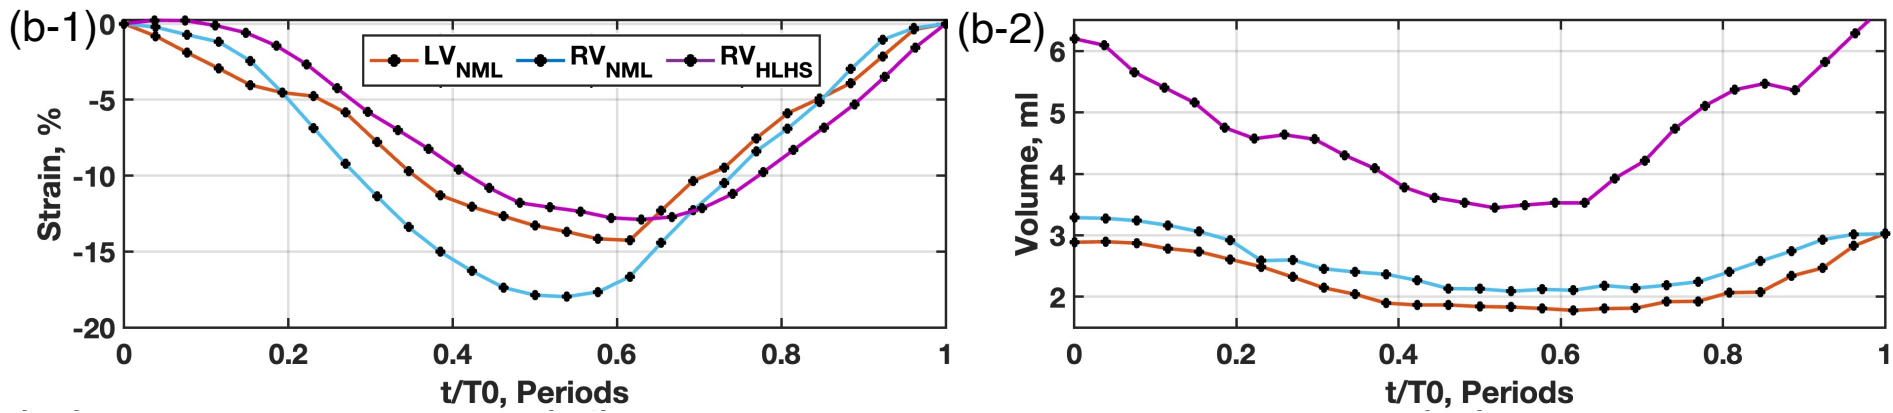 (b-1)
0
-5
-10
-15
-20
Strain, %
LV NML
RV NML
RV HLHS
0 0.2 0.4 0.6 0.8 1
t/T0, Periods
(b-2)
6
5
4
3
2
Volume, ml
0 0.2 0.4 0.6 0.8 1
t/T0, Periods